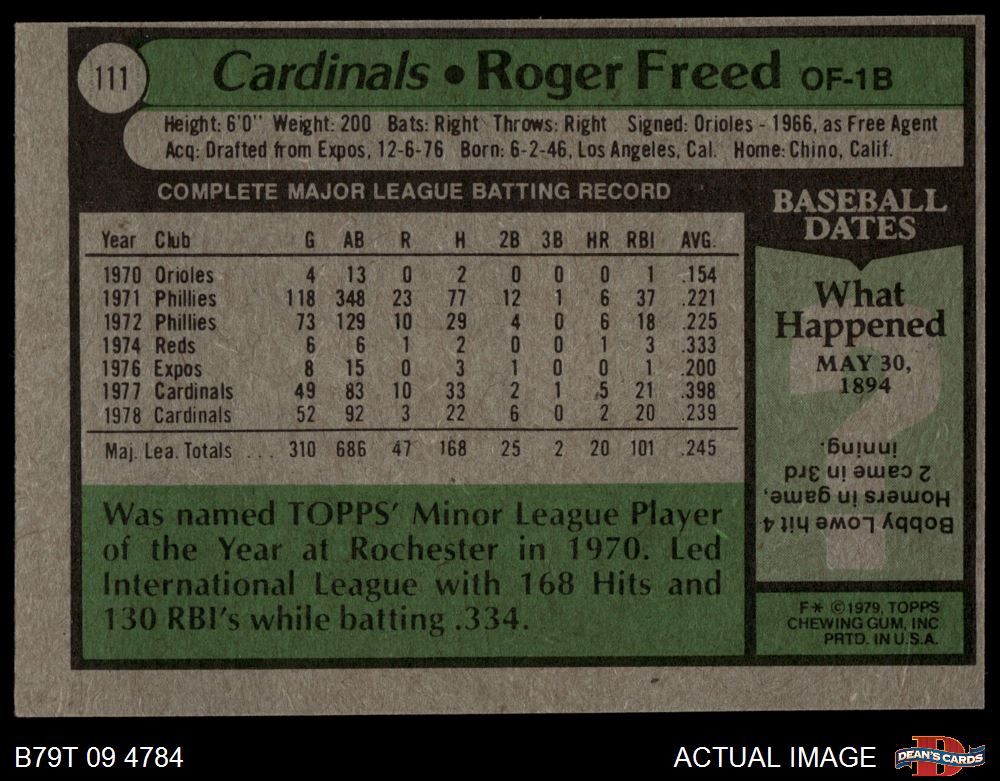 111
Cardinals • Roger Freed OF-1B
Height: 6'0" Weight: 200 Bats: Right Throws: Right Signed: Orioles - 1966, as Free Agent
Acq: Drafted from Expos, 12-6-76 Born: 6-2-46, Los Angeles, Cal. Home: Chino, Calif.
COMPLETE MAJOR LEAGUE BATTING RECORD
Year Club G AB R H 2B 3B HR RBI AVG.
1970 Orioles 4 13 0 2 0 0 0 1 .154
1971 Phillies 118 348 23 77 12 1 6 37 .221
1972 Phillies 73 129 10 29 4 0 6 18 .225
1974 Reds 6 6 1 2 0 0 1 3 .333
1976 Expos 8 15 0 3 1 0 0 1 .200
1977 Cardinals 49 83 10 33 2 1 5 21 .398
1978 Cardinals 52 92 3 22 6 0 2 20 .239
Maj. Lea. Totals ... 310 686 47 168 25 2 20 101 .245
Was named TOPPS' Minor League Player
of the Year at Rochester in 1970. Led
International League with 168 Hits and
130 RBI's while batting .334.
BASEBALL
DATES
What
Happened
MAY 30,
1894
?
Bobby Lowe hit 4
Homers in game,
2 came in 3rd
inning.
F* ©1979, TOPPS
CHEWING GUM, INC
PRTD. IN U.S.A.
B79T 09 4784
ACTUAL IMAGE
D
DEAN'S CARDS